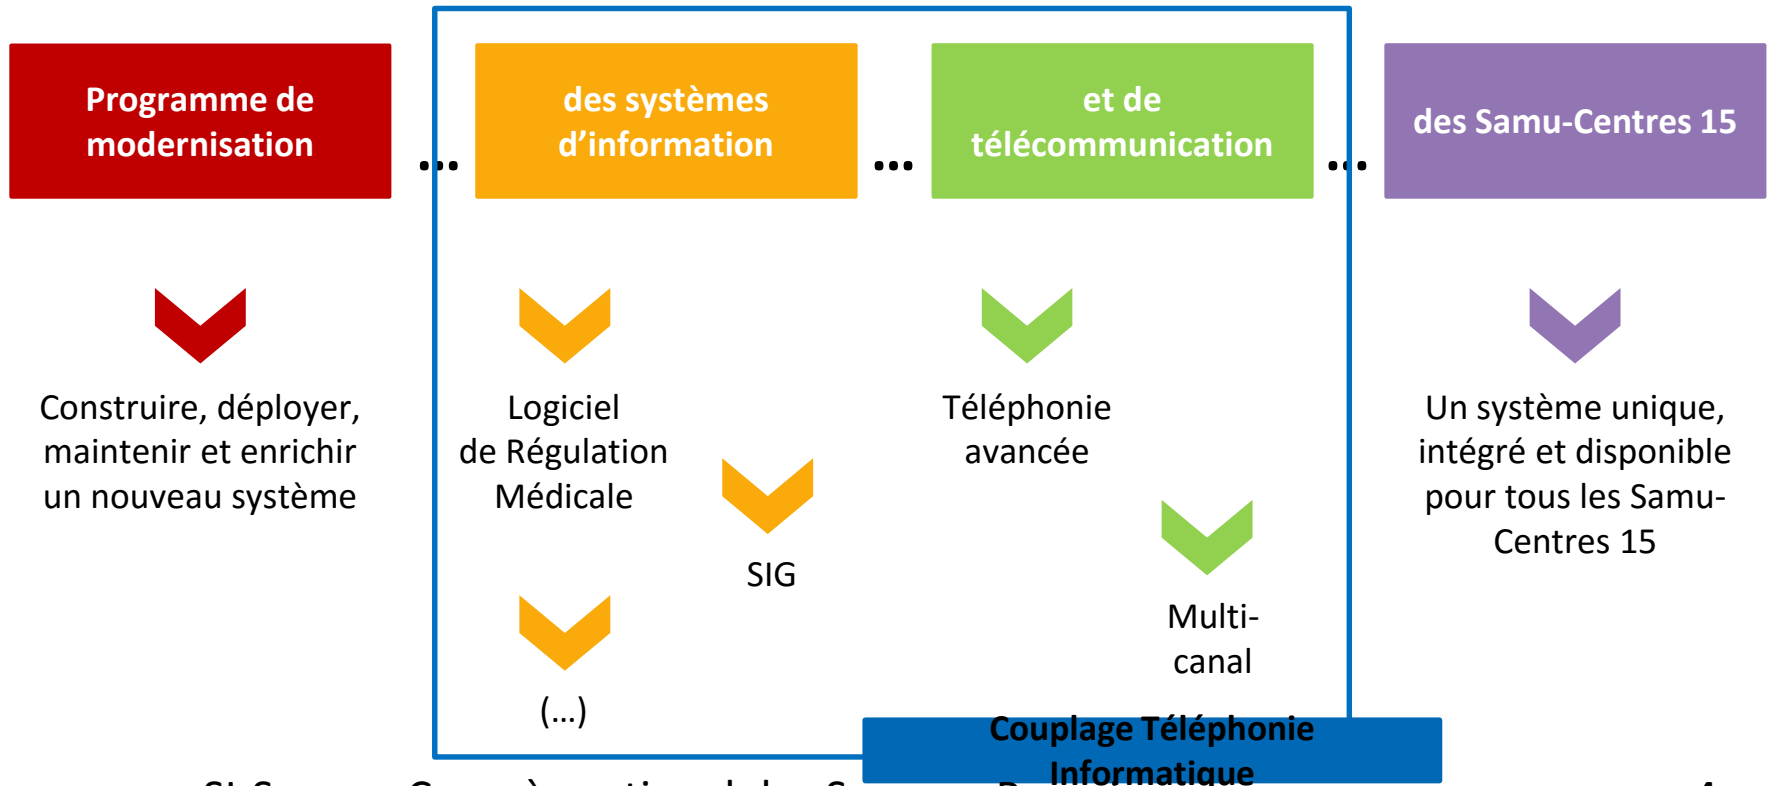 Programme de
modernisation
...
des systèmes
d’information
...
et de
télécommunication
...
des Samu-Centres 15
Construire, déployer,
maintenir et enrichir
un nouveau système
Logiciel
de Régulation
Médicale
SIG
(...)
Téléphonie
avancée
Multi-
canal
Un système unique,
intégré et disponible
pour tous les Samu-
Centres 15
Couplage Téléphonie
Informatique